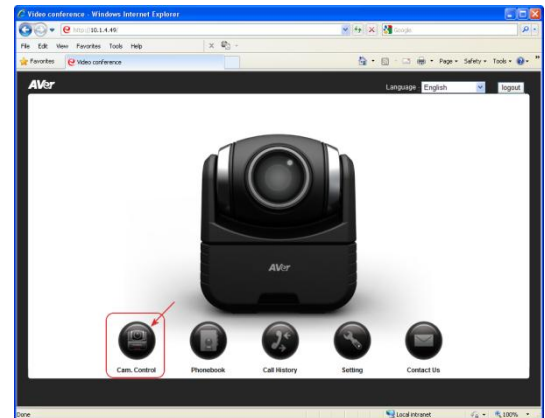 Video conference - Windows Internet Explorer
http://10.1.4.49/
Google
File Edit View Favorites Tools Help
Favorites Video conference
Page Safety Tools
AVer Language : English logout
AVer
Cam. Control Phonebook Call History Setting Contact Us
Done Local intranet 100%